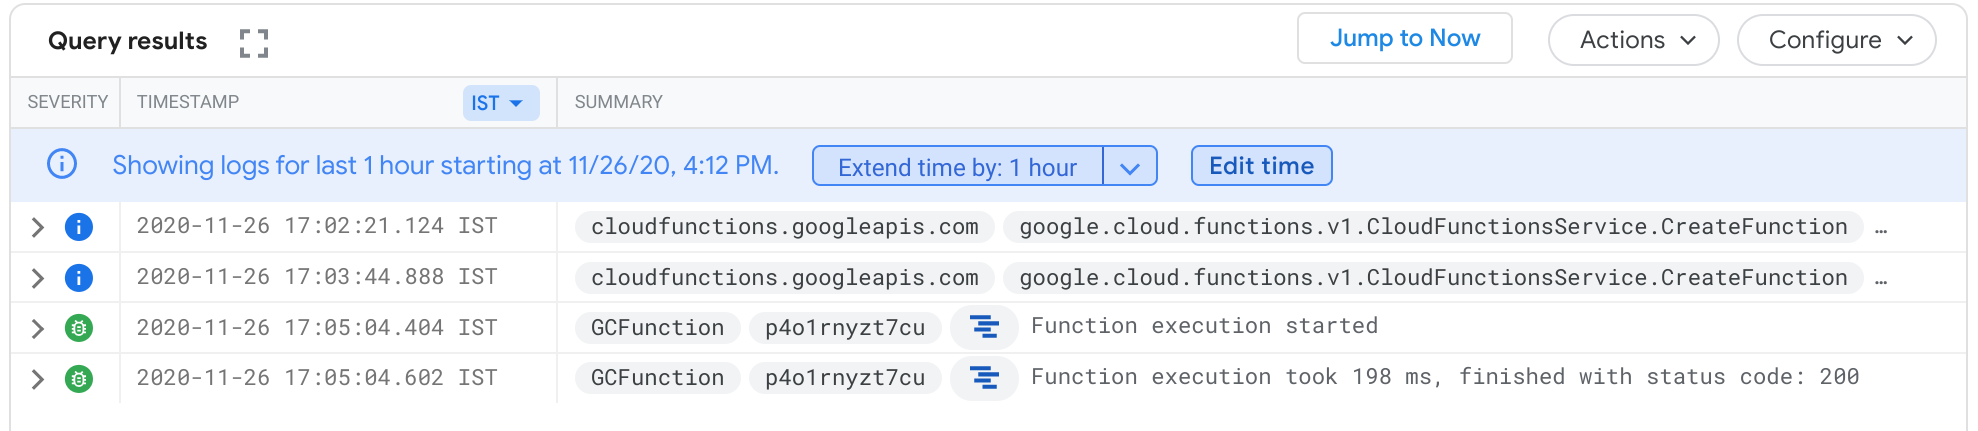 Query results Jump to Now Actions Configure
SEVERITY TIMESTAMP IST SUMMARY
Showing logs for last 1 hour starting at 11/26/20, 4:12 PM. Extend time by: 1 hour Edit time
2020-11-26 17:02:21.124 IST cloudfunctions.googleapis.com google.cloud.functions.v1.CloudFunctionsService.CreateFunction …
2020-11-26 17:03:44.888 IST cloudfunctions.googleapis.com google.cloud.functions.v1.CloudFunctionsService.CreateFunction …
2020-11-26 17:05:04.404 IST GCFunction p4o1rnyzt7cu Function execution started
2020-11-26 17:05:04.602 IST GCFunction p4o1rnyzt7cu Function execution took 198 ms, finished with status code: 200